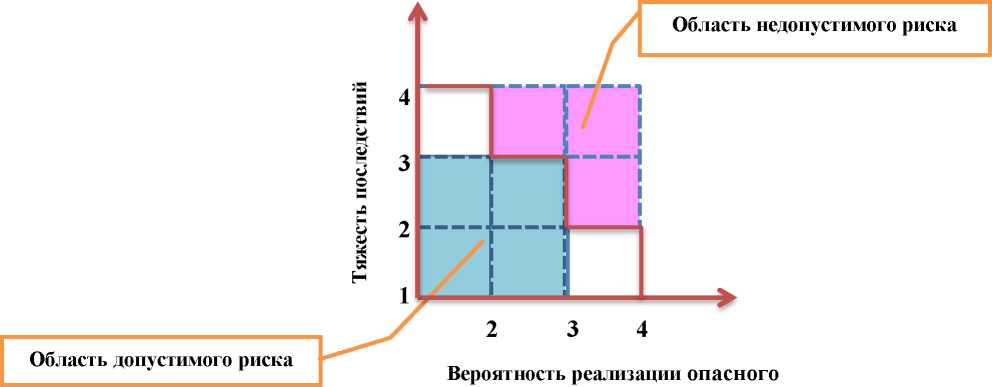 Область недопустимого риска
Тяжесть последствий
4
3
2
1
2 3 4
Область допустимого риска
Вероятность реализации опасного